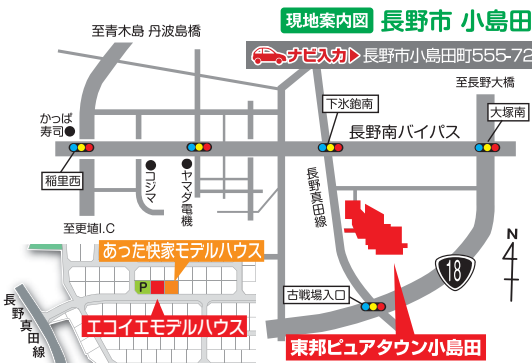 現地案内図 長野市 小島田
ナビ入力 長野市小島田町555-72
至青木島 丹波島橋
至長野大橋
かっぱ
寿司
下氷鉋南
大塚南
長野南バイパス
稲里西
コジマ
ヤマダ電機
長野真田線
至更埴I.C
あった快家モデルハウス
P
エコイエモデルハウス
長野真田線
古戦場入口
18
4
N
東邦ピュアタウン小島田